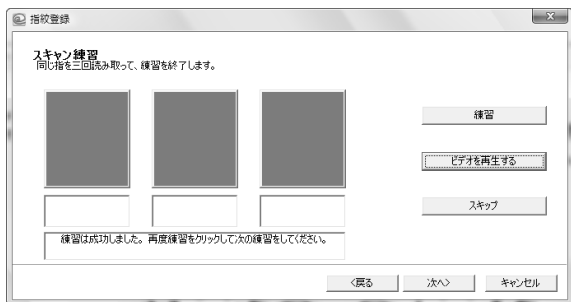 指紋登録
スキャン練習
同じ指を三回読み取って、練習を終了します。
練習
ビデオを再生する
スキップ
練習は成功しました。再度練習をクリックして次の練習をしてください。
<戻る
次へ>
キャンセル